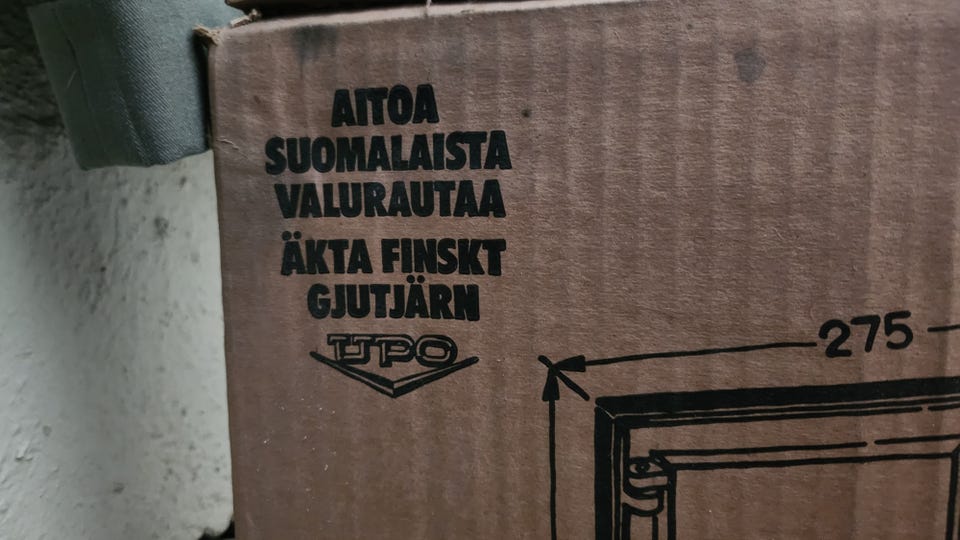 AITOA
SUOMALAISTA
VALURAUTAA
ÄKTA FINSKT
GJUTJÄRN
UPO
275